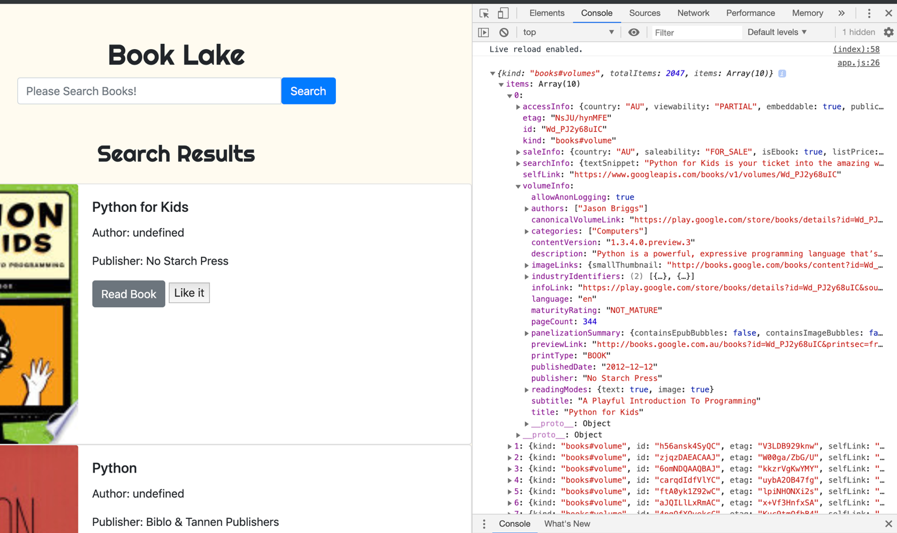 Book Lake
Please Search Books!
Search
Search Results
ION
IDS
O PROGRAMMING
Python for Kids
Author: undefined
Publisher: No Starch Press
Read Book
Like it
Python
Author: undefined
Publisher: Biblo & Tannen Publishers
Elements Console Sources Network Performance Memory
top Filter Default levels 1 hidden
Live reload enabled. (index):58
app.js:26
{kind: "books#volumes", totalItems: 2047, items: Array(10)}
items: Array(10)
0:
accessInfo: {country: "AU", viewability: "PARTIAL", embeddable: true, public…
etag: "NsJU/hynMFE"
id: "Wd_PJ2y68uIC"
kind: "books#volume"
saleInfo: {country: "AU", saleability: "FOR_SALE", isEbook: true, listPrice:…
searchInfo: {textSnippet: "Python for Kids is your ticket into the amazing w…
selfLink: "https://www.googleapis.com/books/v1/volumes/Wd_PJ2y68uIC"
volumeInfo:
allowAnonLogging: true
authors: ["Jason Briggs"]
canonicalVolumeLink: "https://play.google.com/store/books/details?id=Wd_PJ…
categories: ["Computers"]
contentVersion: "1.3.4.0.preview.3"
description: "Python is a powerful, expressive programming language that's…
imageLinks: {smallThumbnail: "http://books.google.com/books/content?id=Wd_…
industryIdentifiers: (2) [{…}, {…}]
infoLink: "https://play.google.com/store/books/details?id=Wd_PJ2y68uIC&sou…
language: "en"
maturityRating: "NOT_MATURE"
pageCount: 344
panelizationSummary: {containsEpubBubbles: false, containsImageBubbles: fa…
previewLink: "http://books.google.com.au/books?id=Wd_PJ2y68uIC&printsec=fr…
printType: "BOOK"
publishedDate: "2012-12-12"
publisher: "No Starch Press"
readingModes: {text: true, image: true}
subtitle: "A Playful Introduction To Programming"
title: "Python for Kids"
__proto__: Object
__proto__: Object
1: {kind: "books#volume", id: "h56ansk4SyQC", etag: "V3LDB929knw", selfLink: "…
2: {kind: "books#volume", id: "zjqzDAEACAAJ", etag: "W00ga/ZbG/U", selfLink: "…
3: {kind: "books#volume", id: "6omNDQAAQBAJ", etag: "kkzrVgKwYMY", selfLink: "…
4: {kind: "books#volume", id: "carqdIdfVlYC", etag: "uybA2OB47fg", selfLink: "…
5: {kind: "books#volume", id: "ftA0yk1Z92wC", etag: "lpiNHONXi2s", selfLink: "…
6: {kind: "books#volume", id: "aJQILlLxRmAC", etag: "x+Vf3HnfxSA", selfLink: "…
Console What's New